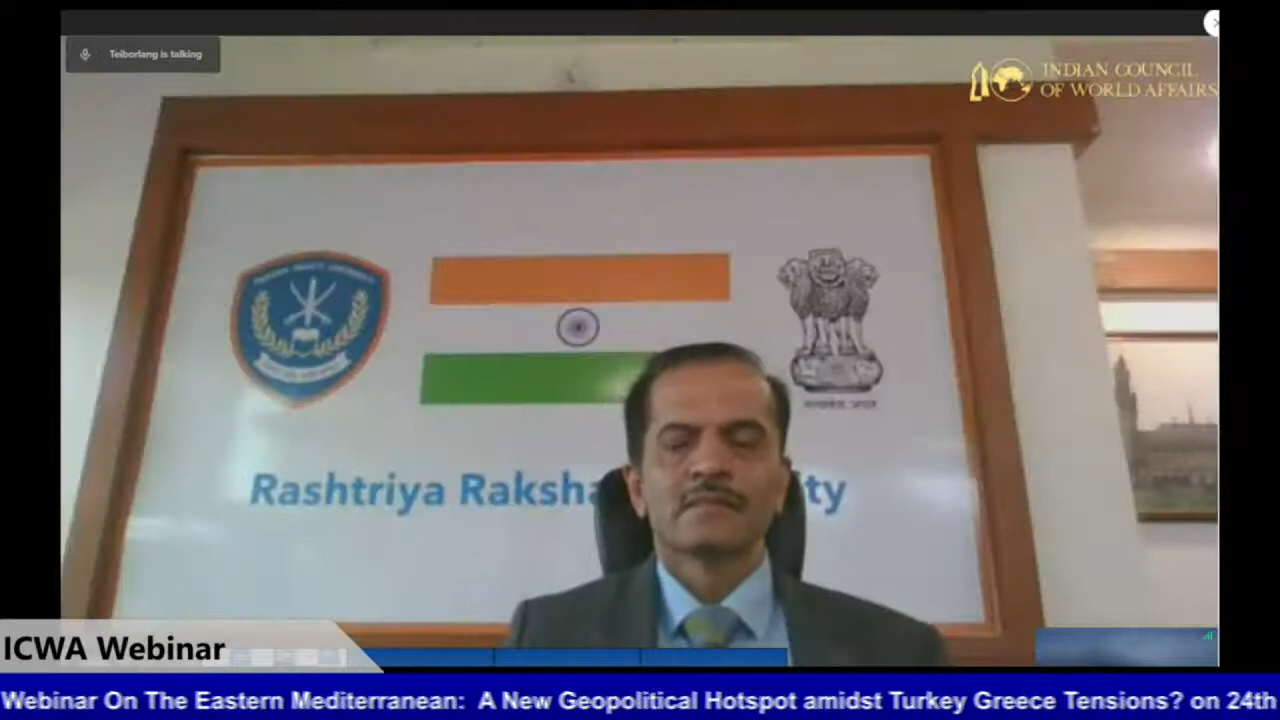 Teiborlang is talking
INDIAN COUNCIL
OF WORLD AFFAIRS
Rashtriya Raksha ty
ICWA Webinar
Webinar On The Eastern Mediterranean: A New Geopolitical Hotspot amidst Turkey Greece Tensions? on 24th